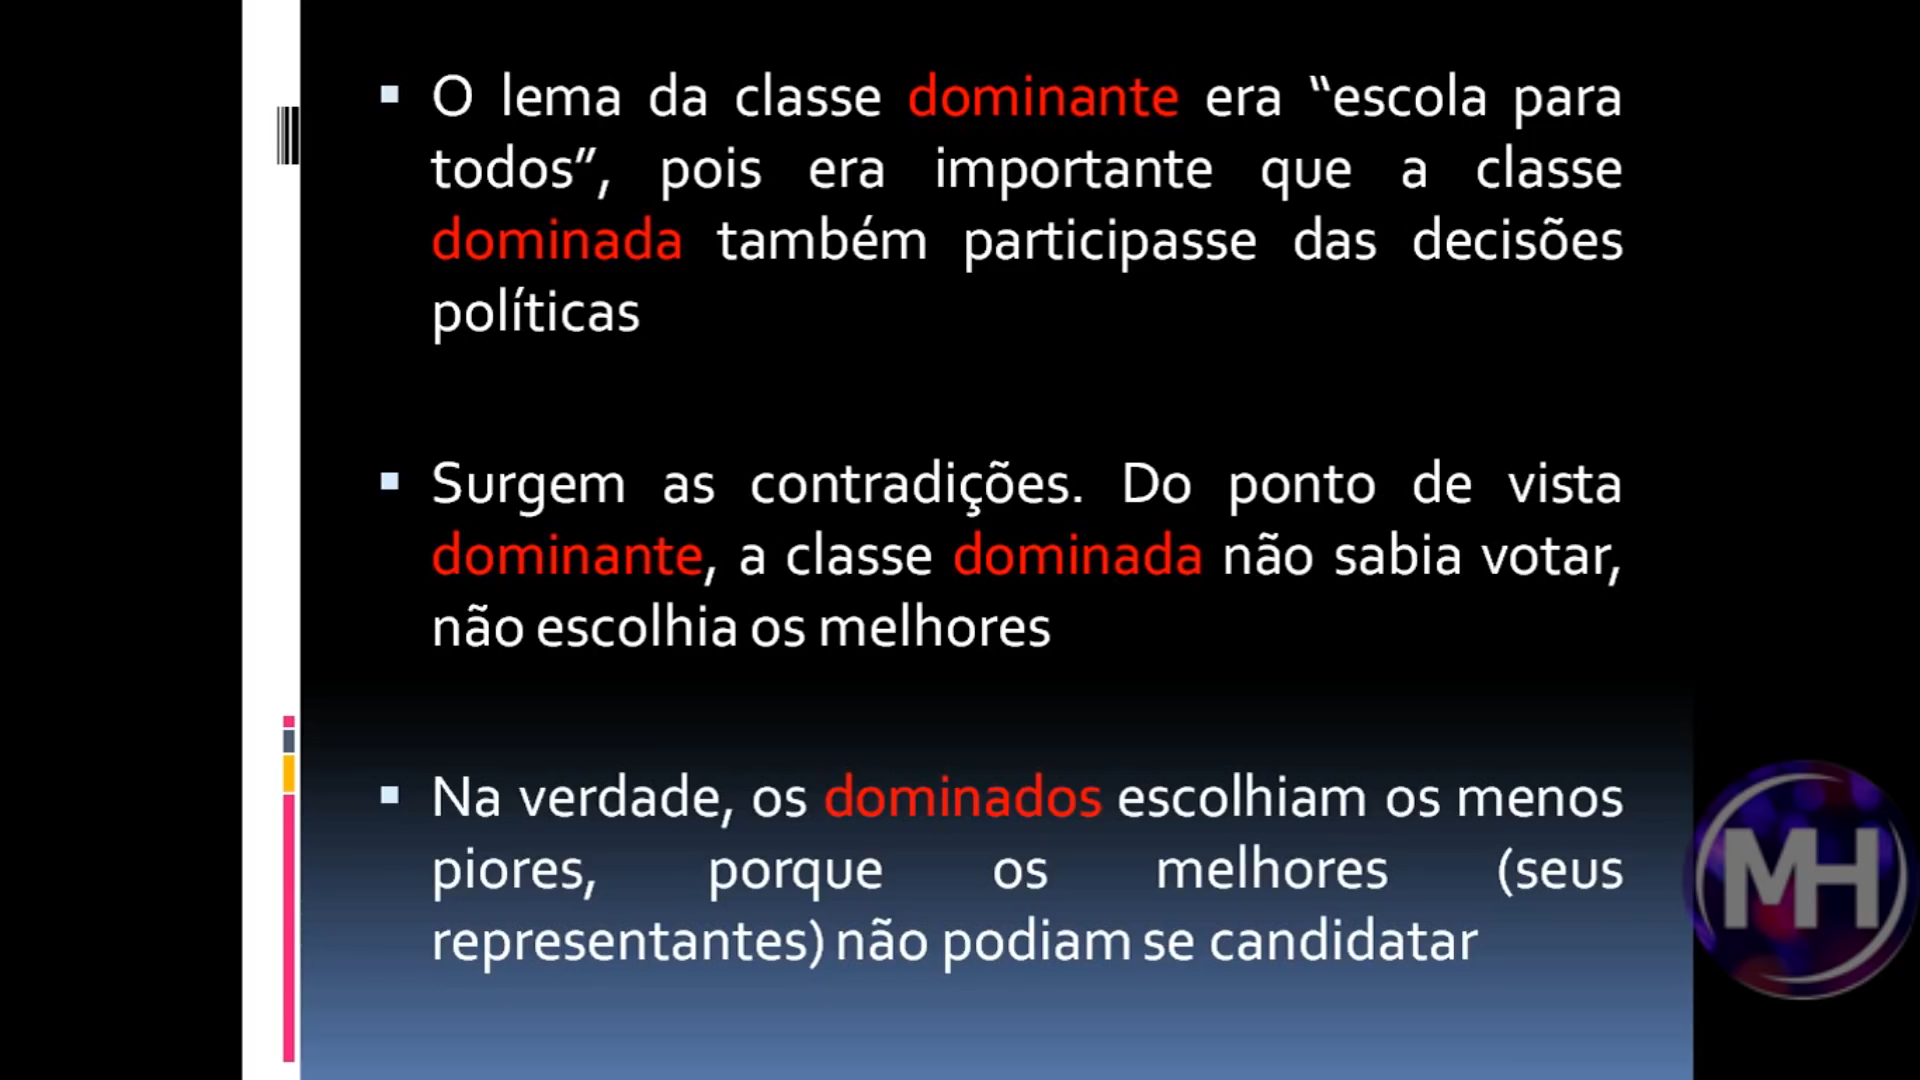 ▪ O lema da classe dominante era “escola para
todos”, pois era importante que a classe
dominada também participasse das decisões
políticas
▪ Surgem as contradições. Do ponto de vista
dominante, a classe dominada não sabia votar,
não escolhia os melhores
▪ Na verdade, os dominados escolhiam os menos
piores, porque os melhores (seus
representantes) não podiam se candidatar
MH